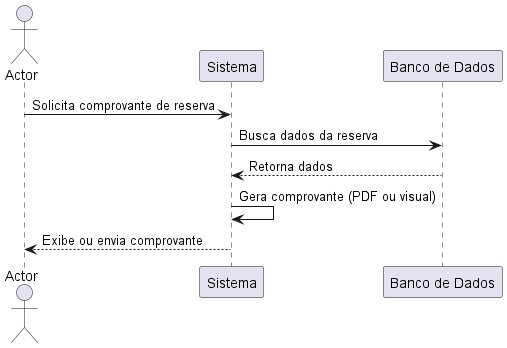 Actor
Sistema
Banco de Dados
Solicita comprovante de reserva
Busca dados da reserva
Retorna dados
Gera comprovante (PDF ou visual)
Exibe ou envia comprovante
Actor
Sistema
Banco de Dados